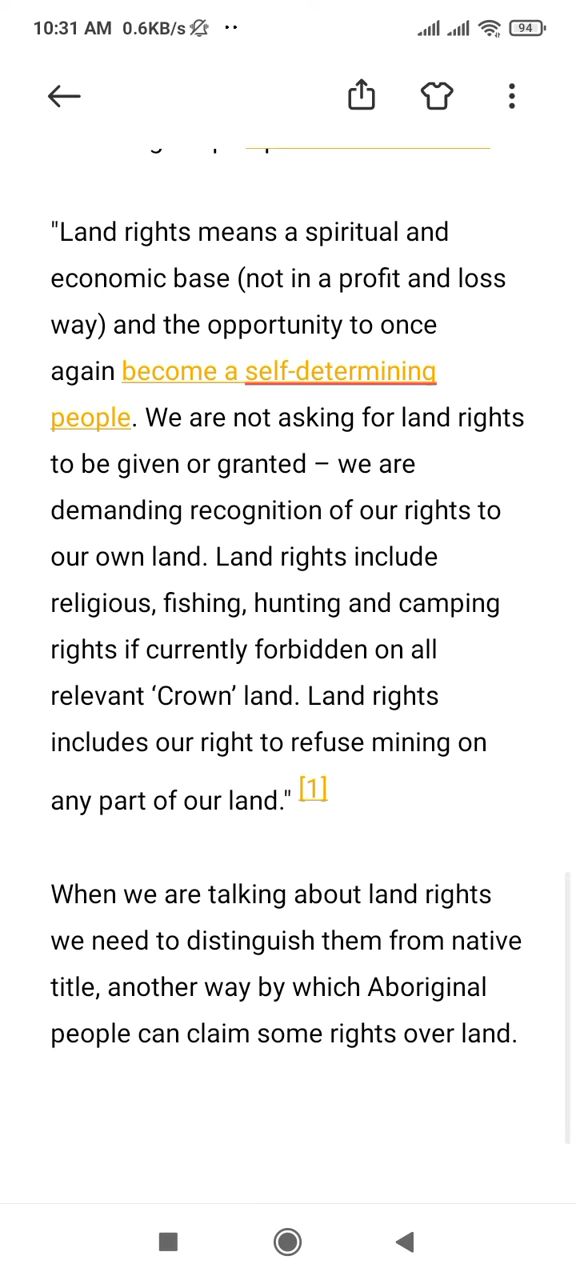 10:31 AM 0.6KB/s ··
94
"Land rights means a spiritual and
economic base (not in a profit and loss
way) and the opportunity to once
again become a self-determining
people. We are not asking for land rights
to be given or granted – we are
demanding recognition of our rights to
our own land. Land rights include
religious, fishing, hunting and camping
rights if currently forbidden on all
relevant ‘Crown’ land. Land rights
includes our right to refuse mining on
any part of our land." [1]
When we are talking about land rights
we need to distinguish them from native
title, another way by which Aboriginal
people can claim some rights over land.